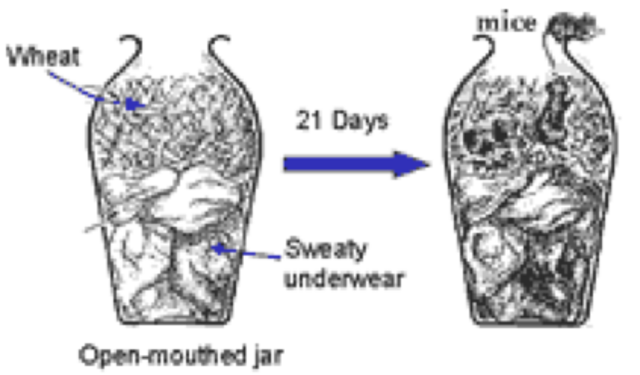 mice
Wheat
21 Days
Sweaty
underwear
Open-mouthed jar